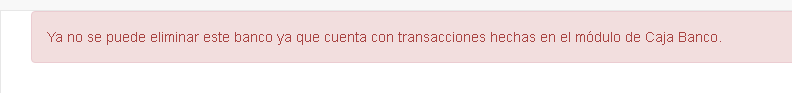 Ya no se puede eliminar este banco ya que cuenta con transacciones hechas en el módulo de Caja Banco.